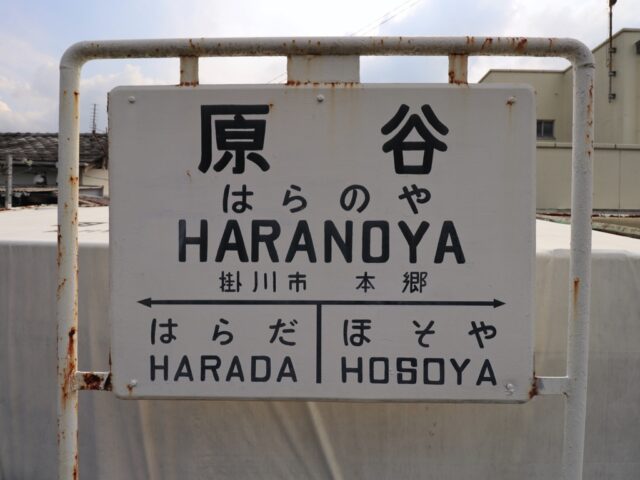 原谷
はらのや
HARANOYA
掛川市 本郷
はらだ ほそや
HARADA HOSOYA